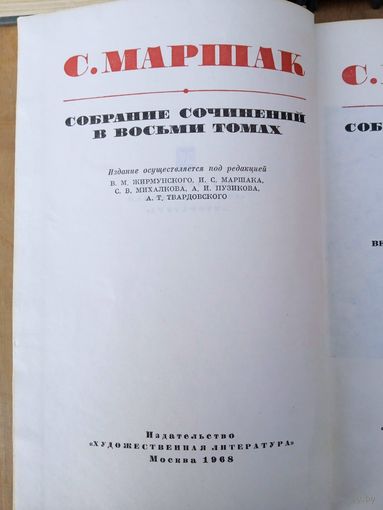 С. МАРШАК
СОБРАНИЕ СОЧИНЕНИЙ
В ВОСЬМИ ТОМАХ
Издание осуществляется под редакцией
В. М. ЖИРМУНСКОГО, И. С. МАРШАКА,
С. В. МИХАЛКОВА, А. И. ПУЗИКОВА,
А. Т. ТВАРДОВСКОГО
Издательство
«ХУДОЖЕСТВЕННАЯ ЛИТЕРАТУРА»
Москва 1968
С.
СОБ